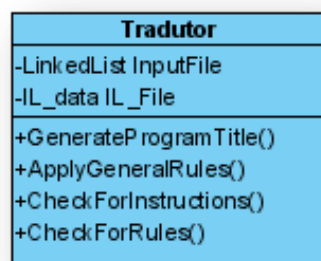 Tradutor
-LinkedList InputFile
-IL_data IL_File
+GenerateProgramTitle()
+ApplyGeneralRules()
+CheckForInstructions()
+CheckForRules()